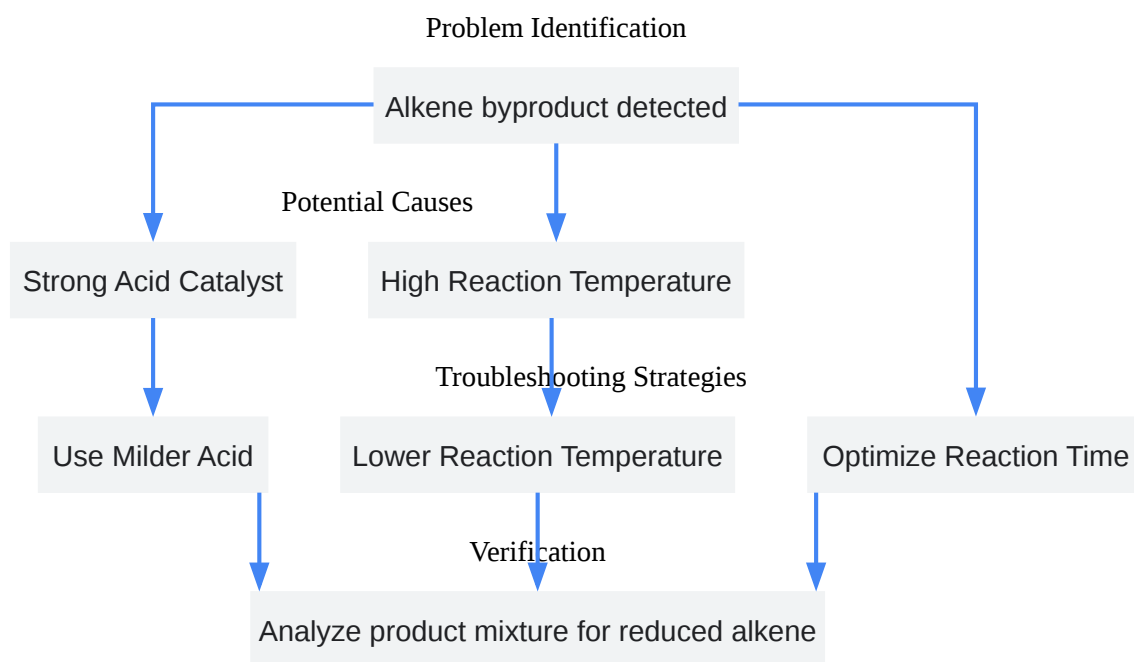 Problem Identification
Alkene byproduct detected
Potential Causes
Strong Acid Catalyst
High Reaction Temperature
Troubleshooting Strategies
Use Milder Acid
Lower Reaction Temperature
Optimize Reaction Time
Verification
Analyze product mixture for reduced alkene